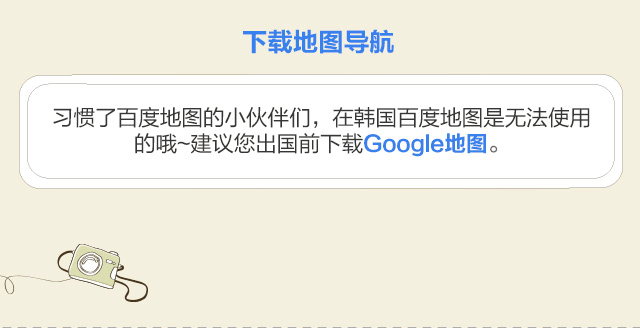 下载地图导航
习惯了百度地图的小伙伴们，在韩国百度地图是无法使用
的哦~建议您出国前下载Google地图。